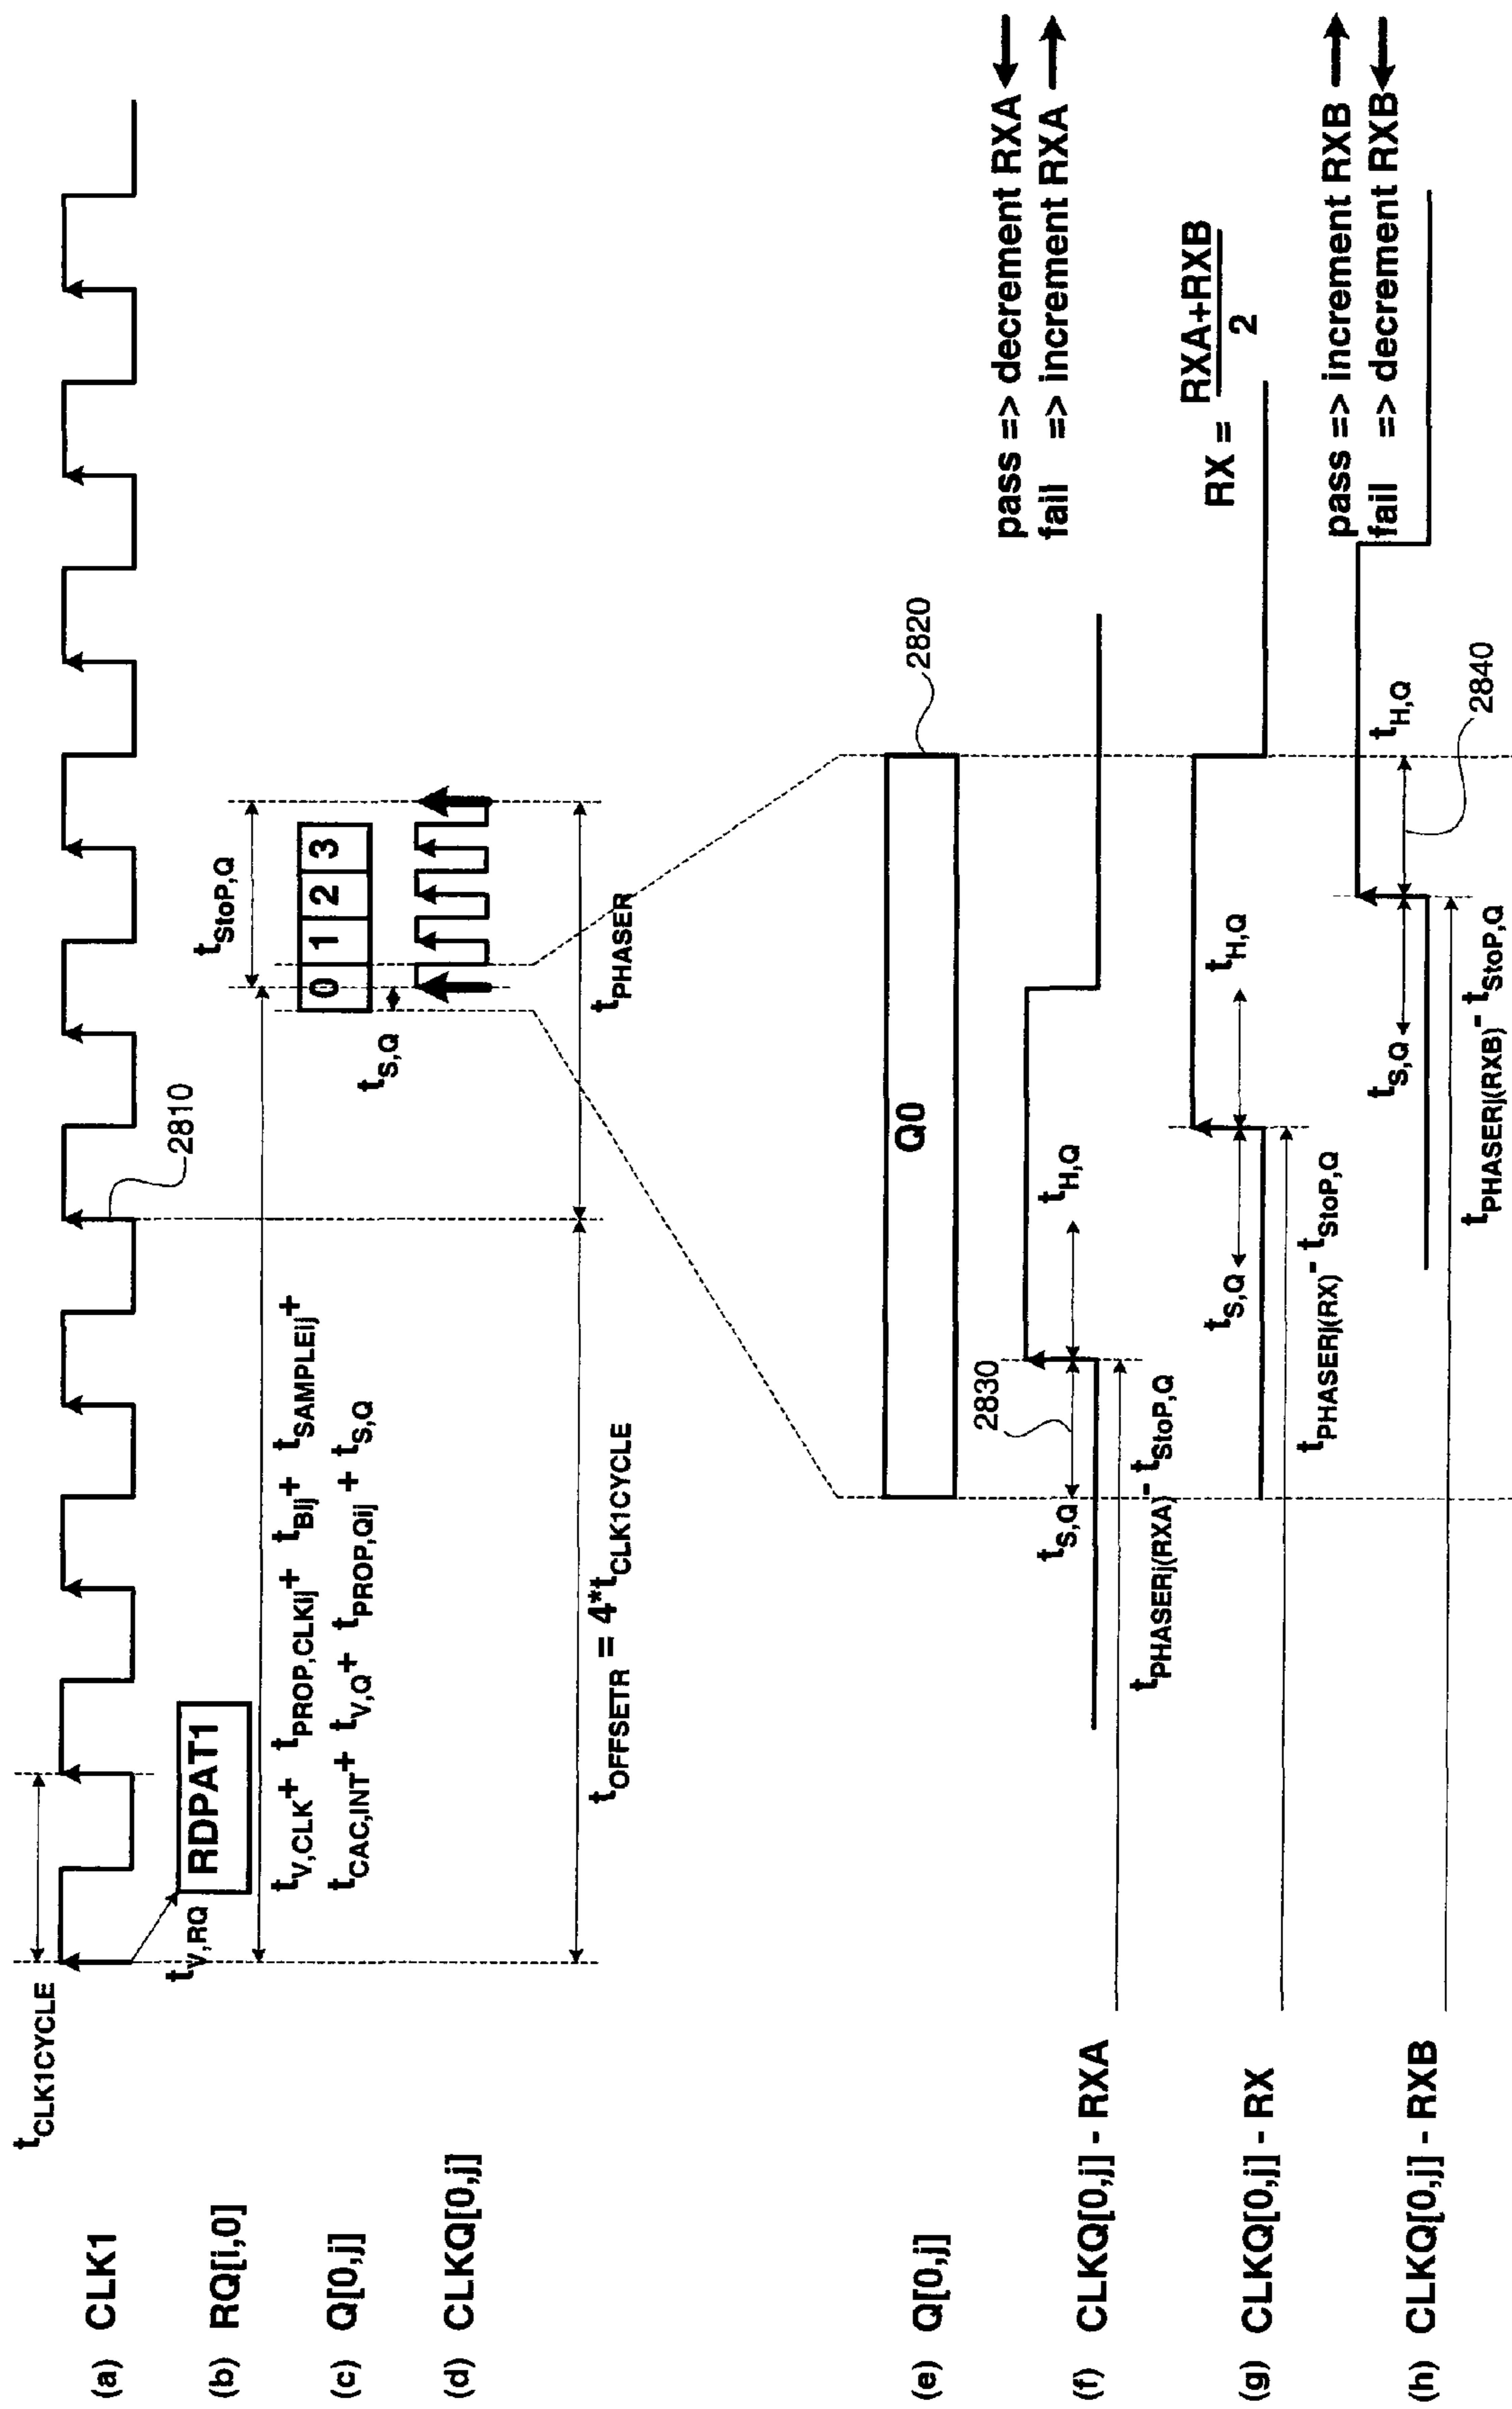 tCLK1CYCLE
(a) CLK1
2810
(b) RQ[i,0]
tV,RQ
RDPAT1
tStoP,Q
tV,CLK+ tPROP,CLKij+ tBij+ tSAMPLEij+
tCAC,INT+ tV,Q+ tPROP,Qij + tS,Q
(c) Q[0,j]
0 1 2 3
tS,Q
(d) CLKQ[0,j]
tOFFSETR = 4*tCLK1CYCLE
tPHASER
(e) Q[0,j]
Q0
2820
(f) CLKQ[0,j] - RXA
2830
tS,Q
tH,Q
tPHASERj(RXA)- tStoP,Q
pass => decrement RXA
fail => increment RXA
(g) CLKQ[0,j] - RX
tS,Q
tH,Q
tPHASERj(RX)- tStoP,Q
RX = RXA+RXB
2
(h) CLKQ[0,j] - RXB
tS,Q
tH,Q
2840
tPHASERj(RXB)- tStoP,Q
pass => increment RXB
fail => decrement RXB